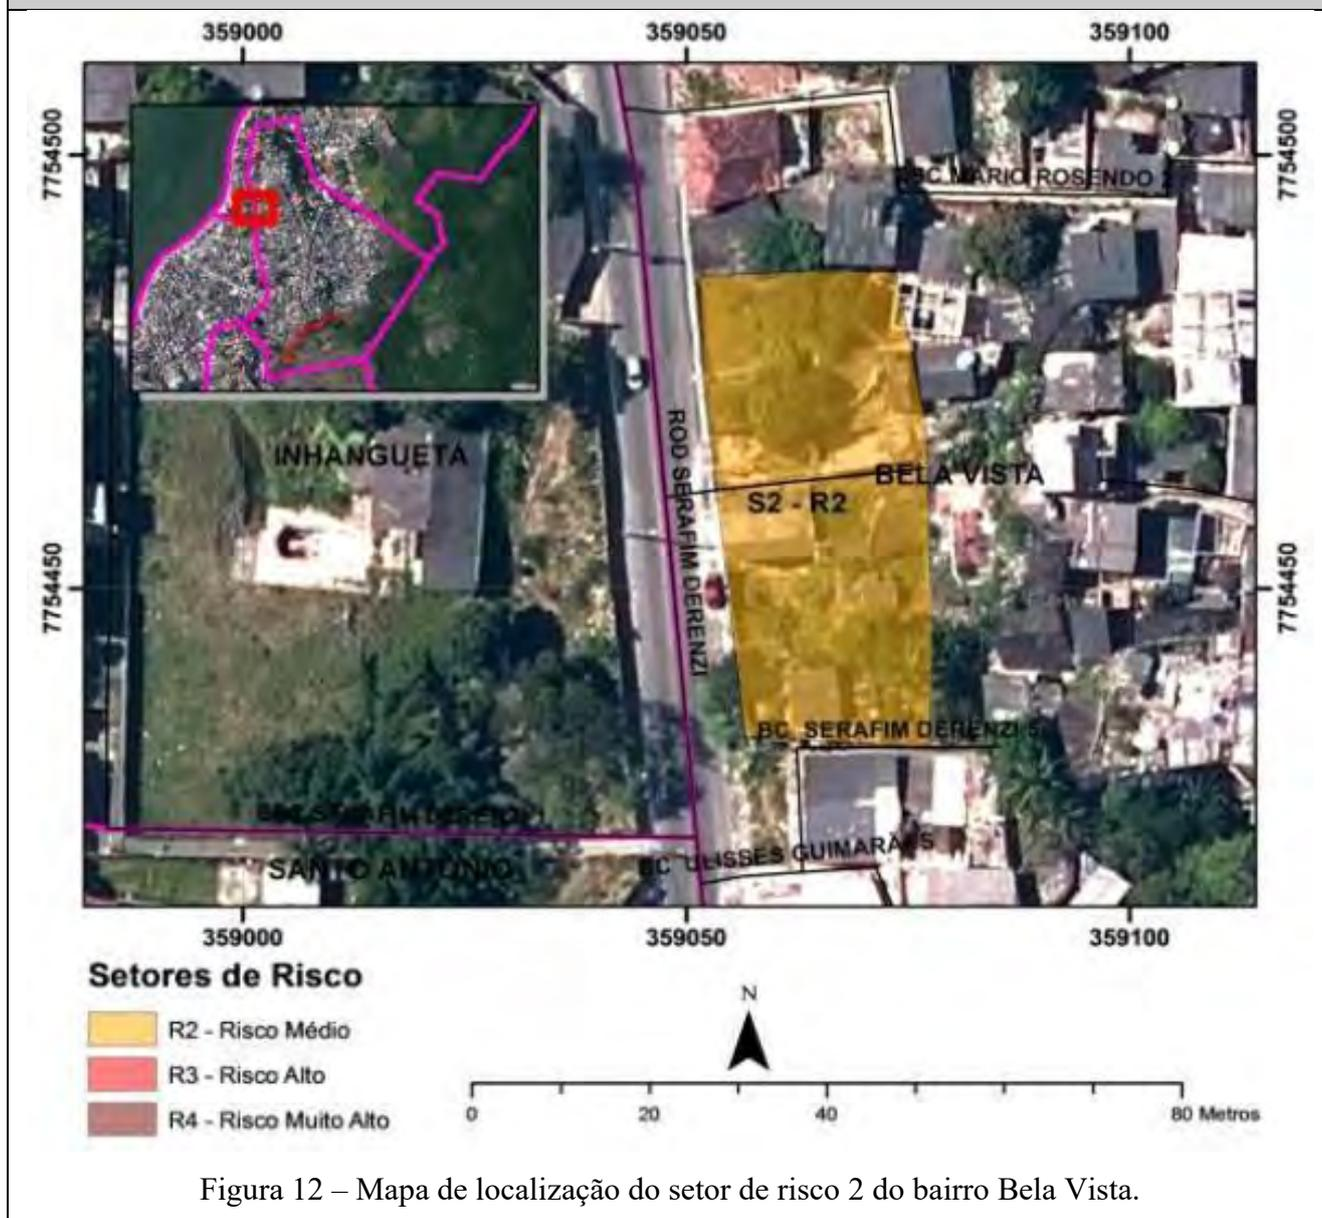 359000 359050 359100
7754500 7754500
BC MARIO ROSENDO
INHANGUETA
ROD SERAFIM DERENZI
BELA VISTA
S2 - R2
7754450 7754450
BC SERAFIM DERENZI 5
BC ULISSES GUIMARÃES
SANTO ANTONIO
359000 359050 359100
Setores de Risco
R2 - Risco Médio
R3 - Risco Alto
R4 - Risco Muito Alto
N
0 20 40 80 Metros
Figura 12 – Mapa de localização do setor de risco 2 do bairro Bela Vista.